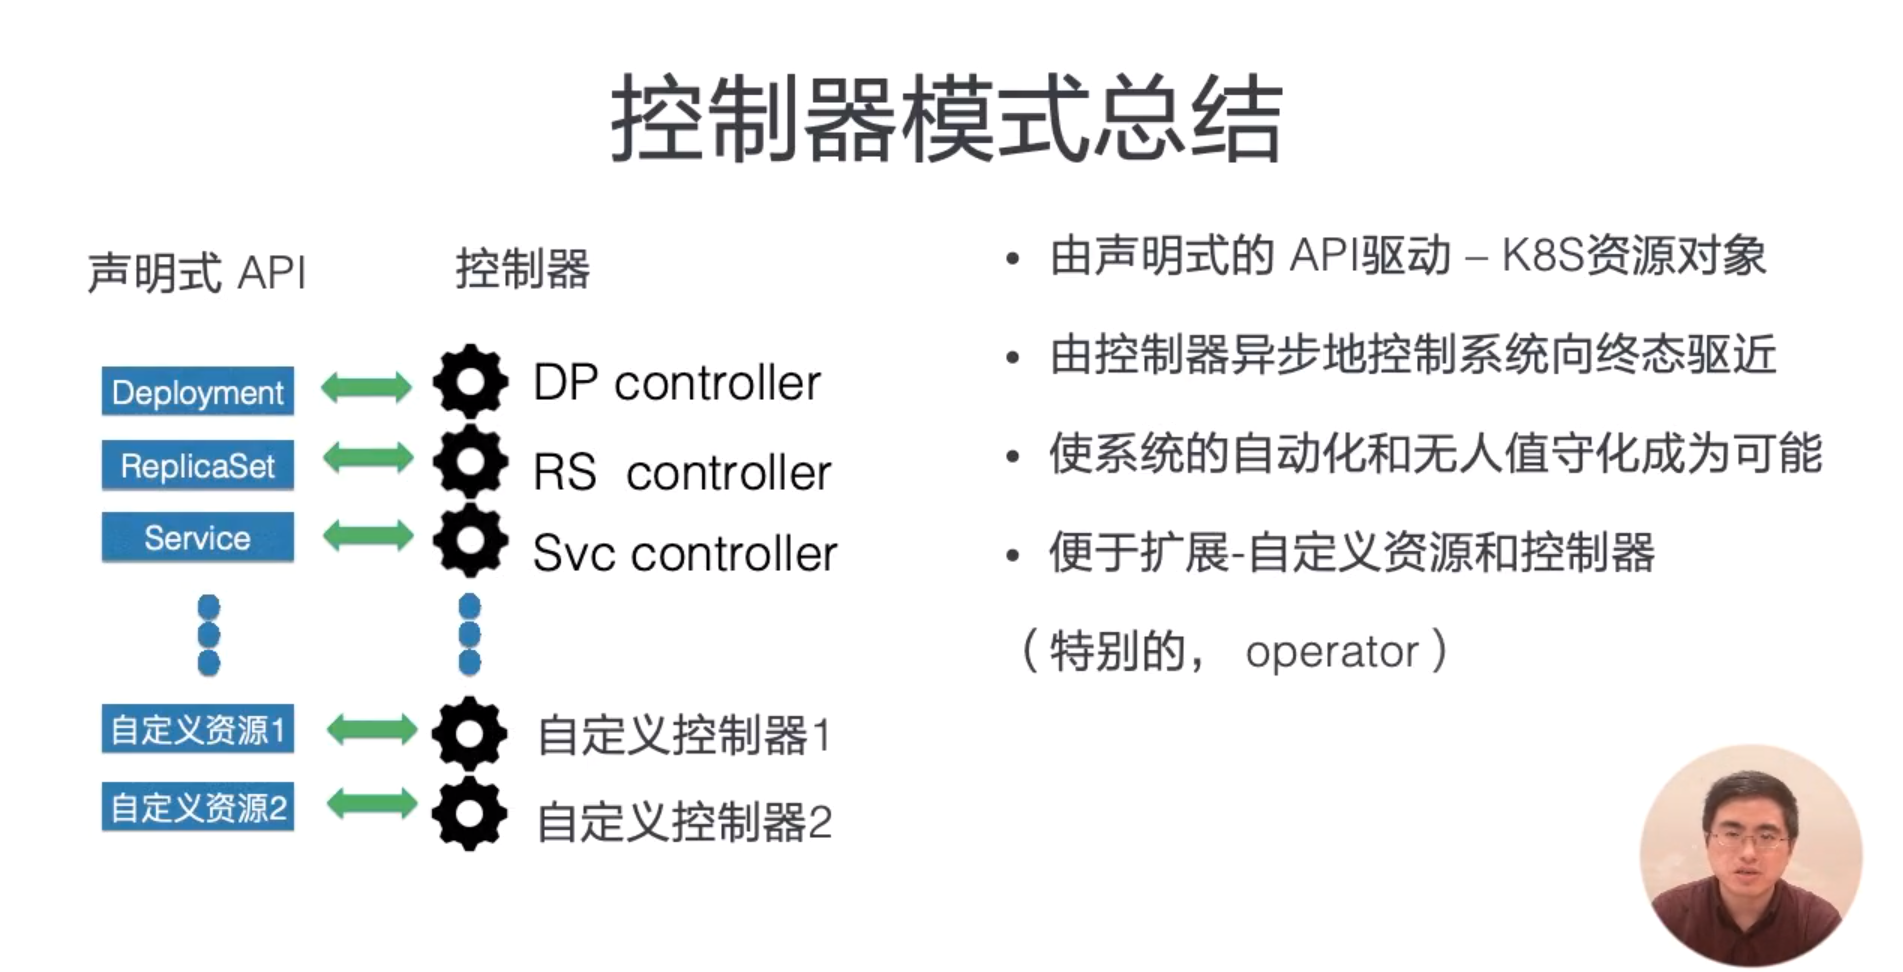 控制器模式总结
声明式 API
控制器
Deployment
DP controller
ReplicaSet
RS controller
Service
Svc controller
自定义资源1
自定义控制器1
自定义资源2
自定义控制器2
• 由声明式的 API驱动 – K8S资源对象
• 由控制器异步地控制系统向终态驱近
• 使系统的自动化和无人值守化成为可能
• 便于扩展-自定义资源和控制器
（特别的， operator）